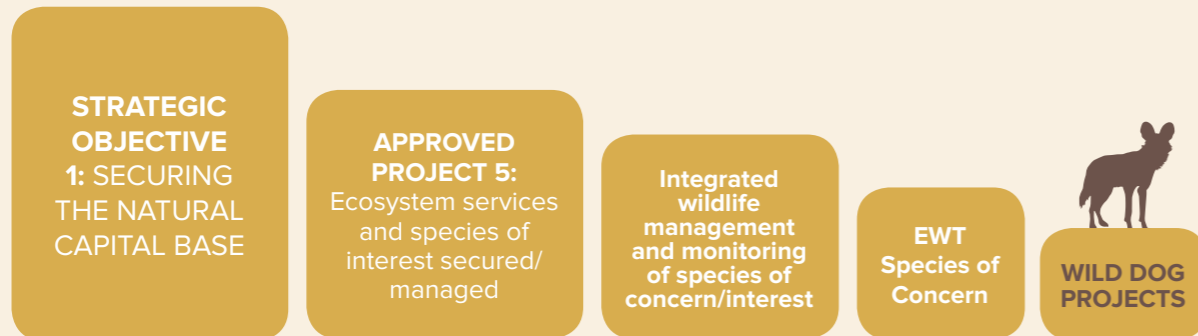 STRATEGIC
OBJECTIVE
1: SECURING
THE NATURAL
CAPITAL BASE
APPROVED
PROJECT 5:
Ecosystem services
and species of
interest secured/
managed
Integrated
wildlife
management
and monitoring
of species of
concern/interest
EWT
Species of
Concern
WILD DOG
PROJECTS